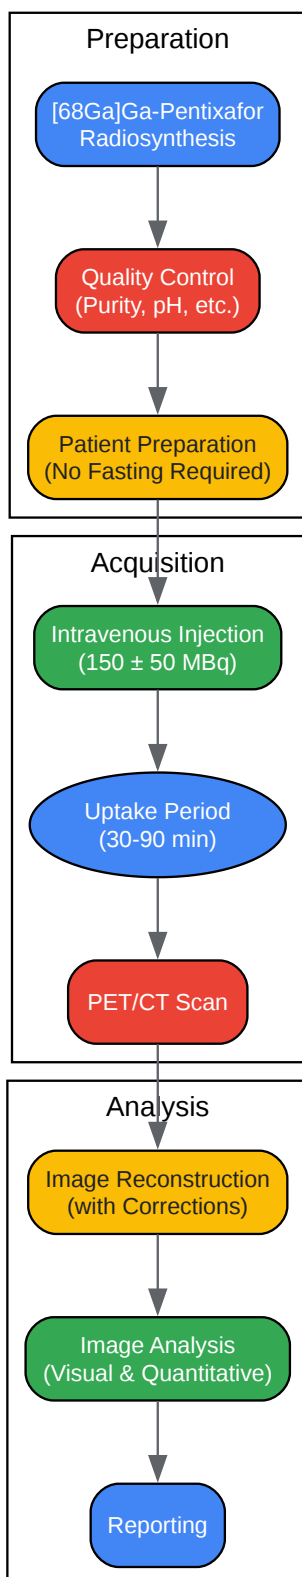 Preparation
[68Ga]Ga-Pentixafor
Radiosynthesis
Quality Control
(Purity, pH, etc.)
Patient Preparation
(No Fasting Required)
Acquisition
Intravenous Injection
(150 ± 50 MBq)
Uptake Period
(30-90 min)
PET/CT Scan
Analysis
Image Reconstruction
(with Corrections)
Image Analysis
(Visual & Quantitative)
Reporting